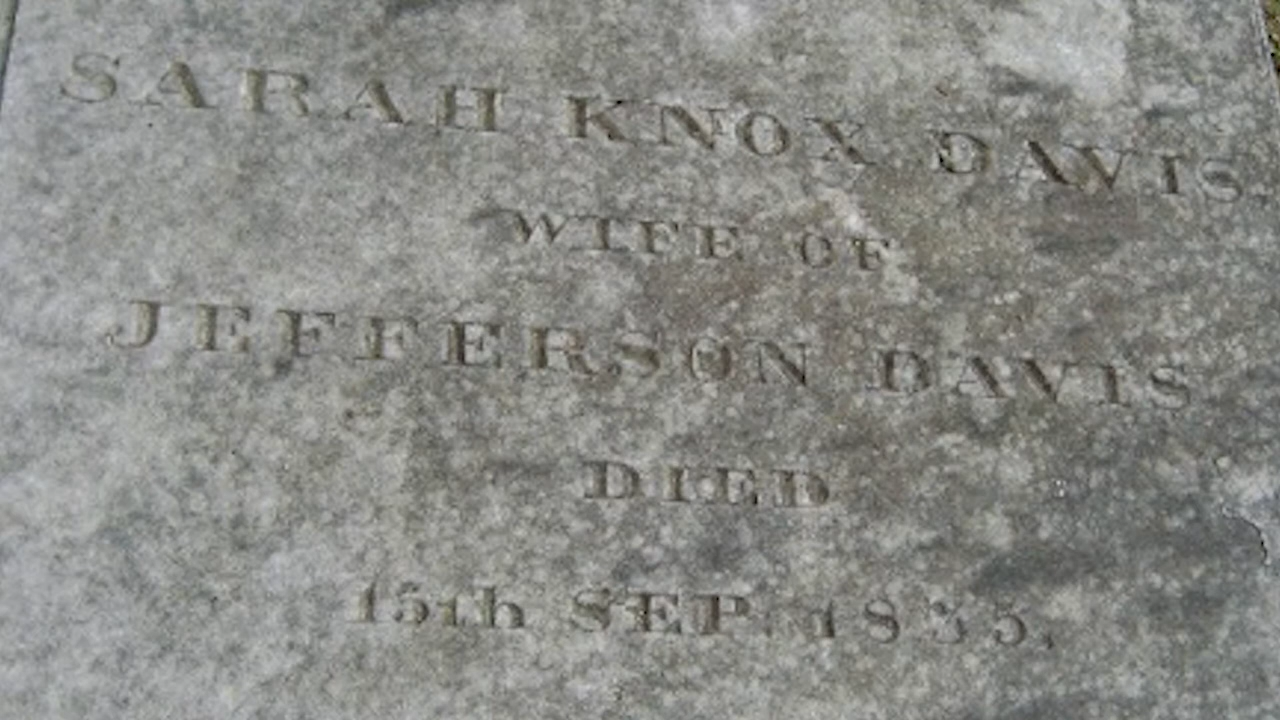 SARAH KNOX DAVIS.
WIFE OF
JEFFERSON DAVIS
DIED
15th SEP. 1835.